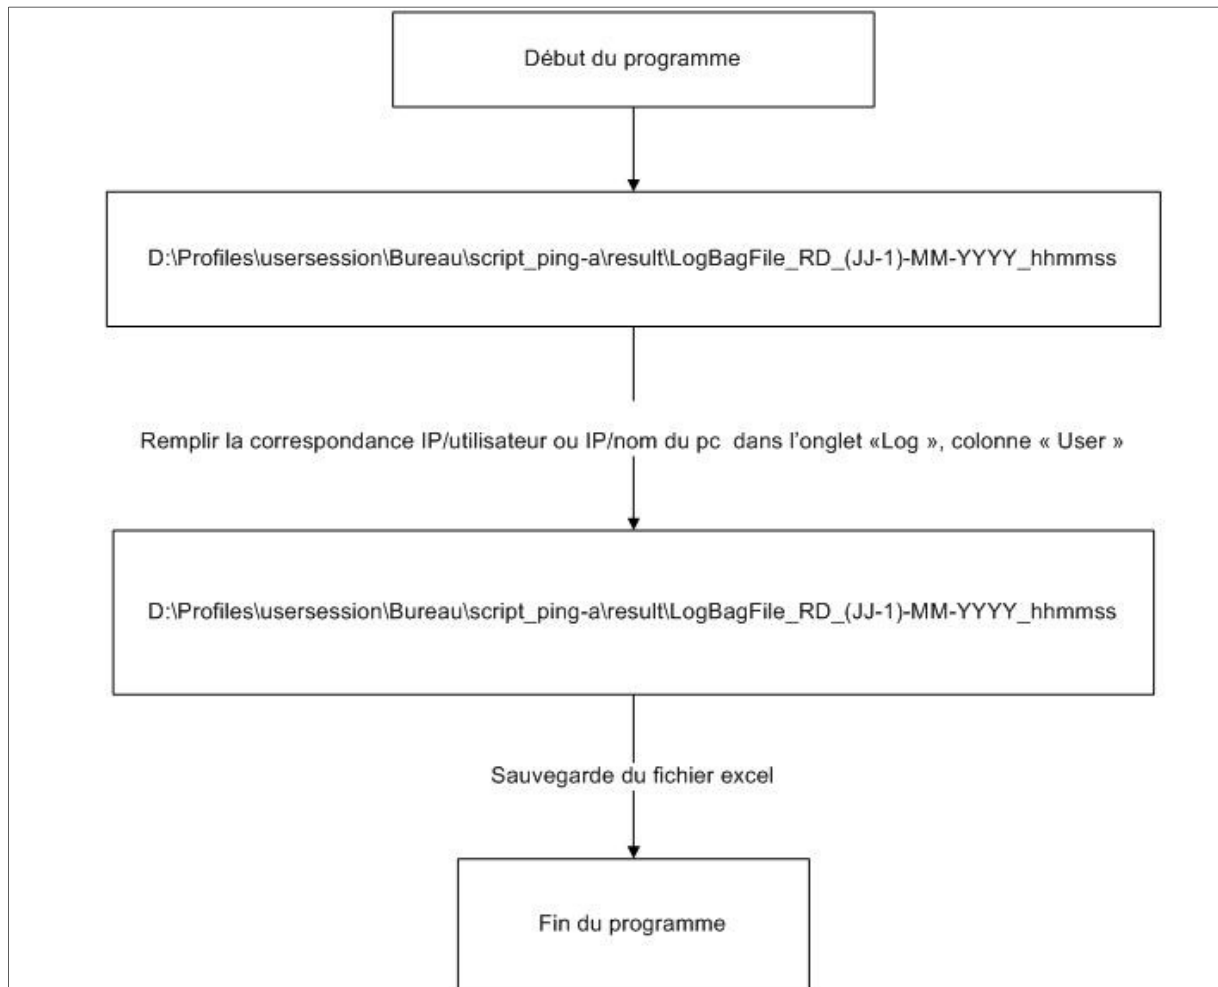 Début du programme
D:\Profiles\usersession\Bureau\script_ping-a\result\LogBagFile_RD_(JJ-1)-MM-YYYY_hhmmss
Remplir la correspondance IP/utilisateur ou IP/nom du pc  dans l’onglet «Log », colonne « User »
D:\Profiles\usersession\Bureau\script_ping-a\result\LogBagFile_RD_(JJ-1)-MM-YYYY_hhmmss
Sauvegarde du fichier excel
Fin du programme